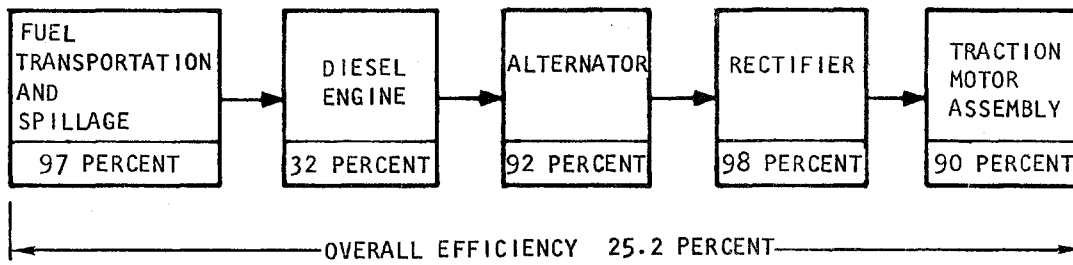 FUEL
TRANSPORTATION
AND
SPILLAGE
97 PERCENT
DIESEL
ENGINE
32 PERCENT
ALTERNATOR
92 PERCENT
RECTIFIER
98 PERCENT
TRACTION
MOTOR
ASSEMBLY
90 PERCENT
OVERALL EFFICIENCY 25.2 PERCENT